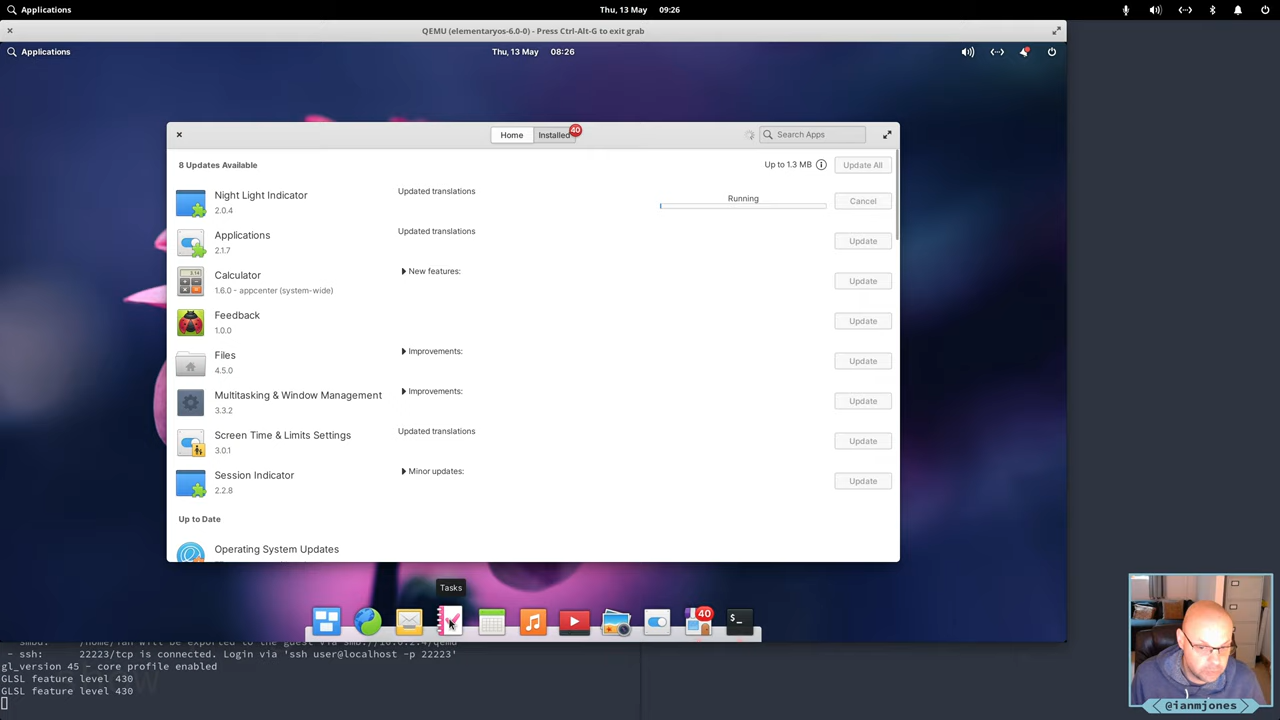 Applications
Thu, 13 May 09:26
QEMU (elementaryos-6.0-0) - Press Ctrl-Alt-G to exit grab
Applications
Thu, 13 May 08:26
Home
Installed
40
Search Apps
8 Updates Available
Up to 1.3 MB
Update All
Night Light Indicator
2.0.4
Updated translations
Running
Cancel
Applications
2.1.7
Updated translations
Update
Calculator
1.6.0 - appcenter (system-wide)
New features:
Update
Feedback
1.0.0
Update
Files
4.5.0
Improvements:
Update
Multitasking & Window Management
3.3.2
Improvements:
Update
Screen Time & Limits Settings
3.0.1
Updated translations
Update
Session Indicator
2.2.8
Minor updates:
Update
Up to Date
Operating System Updates
Tasks
40
- ssh: 22223/tcp is connected. Login via 'ssh user@localhost -p 22223'
gl_version 45 - core profile enabled
GLSL feature level 430
GLSL feature level 430
@ianmjones